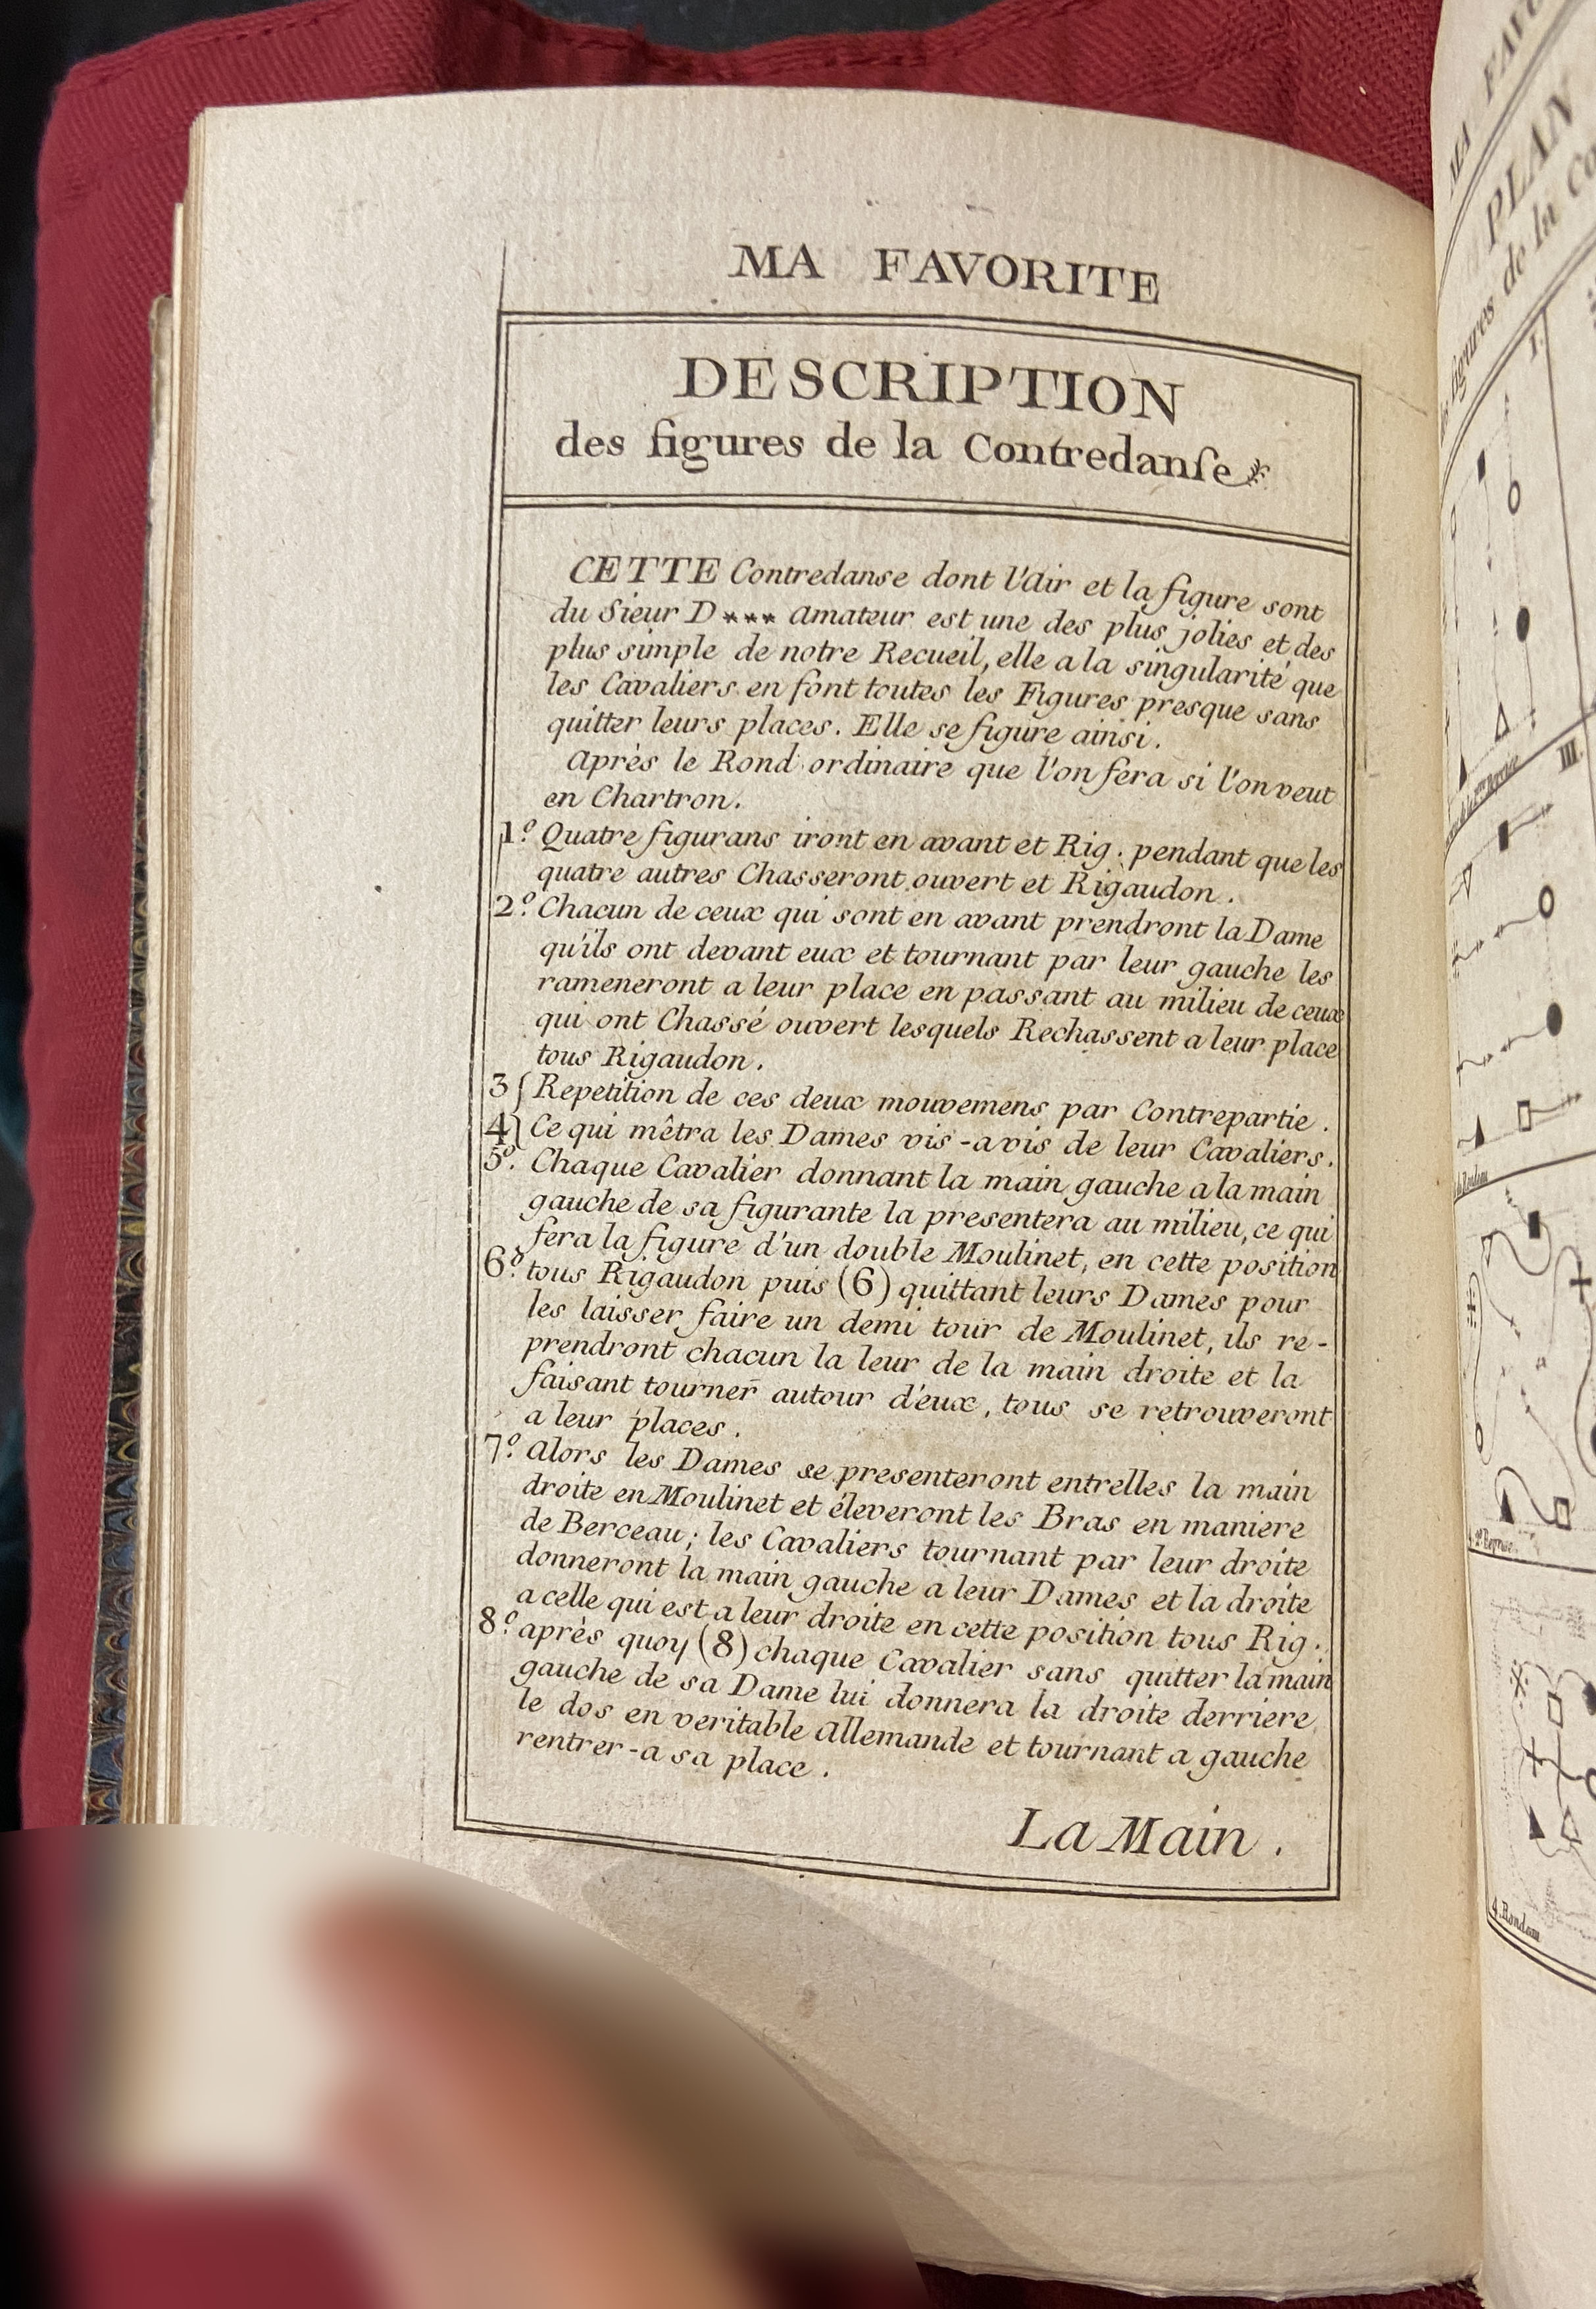 MA FAVORITE
DESCRIPTION
des figures de la Contredanſe
CETTE Contredanse dont l'Air et la figure sont
du Sieur D*** Amateur est une des plus jolies et des
plus simple de notre Recueil, elle a la singularité que
les Cavaliers en font toutes les Figures presque sans
quitter leurs places. Elle se figure ainsi.
Après le Rond ordinaire que l'on fera si l'on veut
en Chartron.
1º. Quatre figurans iront en avant et Rig. pendant que les
quatre autres Chasseront ouvert et Rigaudon.
2º. Chacun de ceux qui sont en avant prendront la Dame
qu'ils ont devant eux et tournant par leur gauche les
rameneront a leur place en passant au milieu de ceux
qui ont Chassé ouvert lesquels Rechassent a leur place
tous Rigaudon.
3 { Repetition de ces deux mouvemens par Contrepartie.
4 } Ce qui mêtra les Dames vis-avis de leur Cavaliers.
5º. Chaque Cavalier donnant la main gauche a la main
gauche de sa figurante la presentera au milieu, ce qui
fera la figure d'un double Moulinet, en cette position
6º. tous Rigaudon puis (6) quittant leurs Dames pour
les laisser faire un demi tour de Moulinet, ils re-
prendront chacun la leur de la main droite et la
faisant tourner autour d'eux, tous se retrouveront
a leur places.
7º. Alors les Dames se presenteront entrelles la main
droite en Moulinet et éleveront les Bras en maniere
de Berceau; les Cavaliers tournant par leur droite
donneront la main gauche a leur Dames et la droite
a celle qui est a leur droite en cette position tous Rig.
8º. après quoy (8) chaque Cavalier sans quitter la main
gauche de sa Dame lui donnera la droite derriere
le dos en veritable Allemande et tournant a gauche
rentrer-a sa place.
La Main.
MA FAVO
PLAN
figures de la Co
I.
III.
4. 2e Reprise.
4. Rondeau